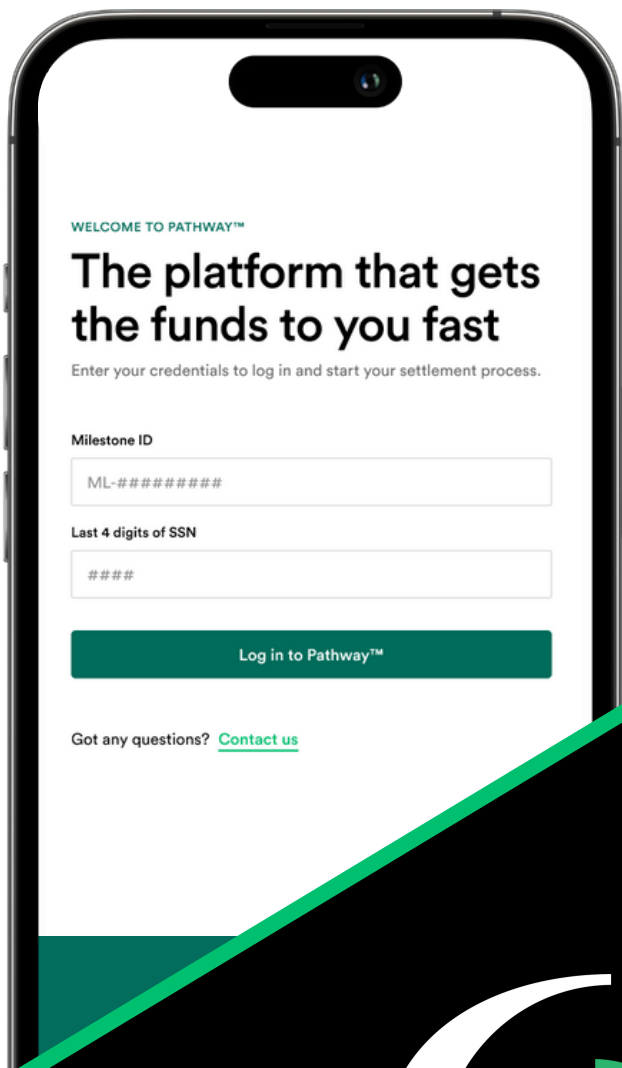 WELCOME TO PATHWAY™
The platform that gets
the funds to you fast
Enter your credentials to log in and start your settlement process.
Milestone ID
ML-#########
Last 4 digits of SSN
####
Log in to Pathway™
Got any questions? Contact us